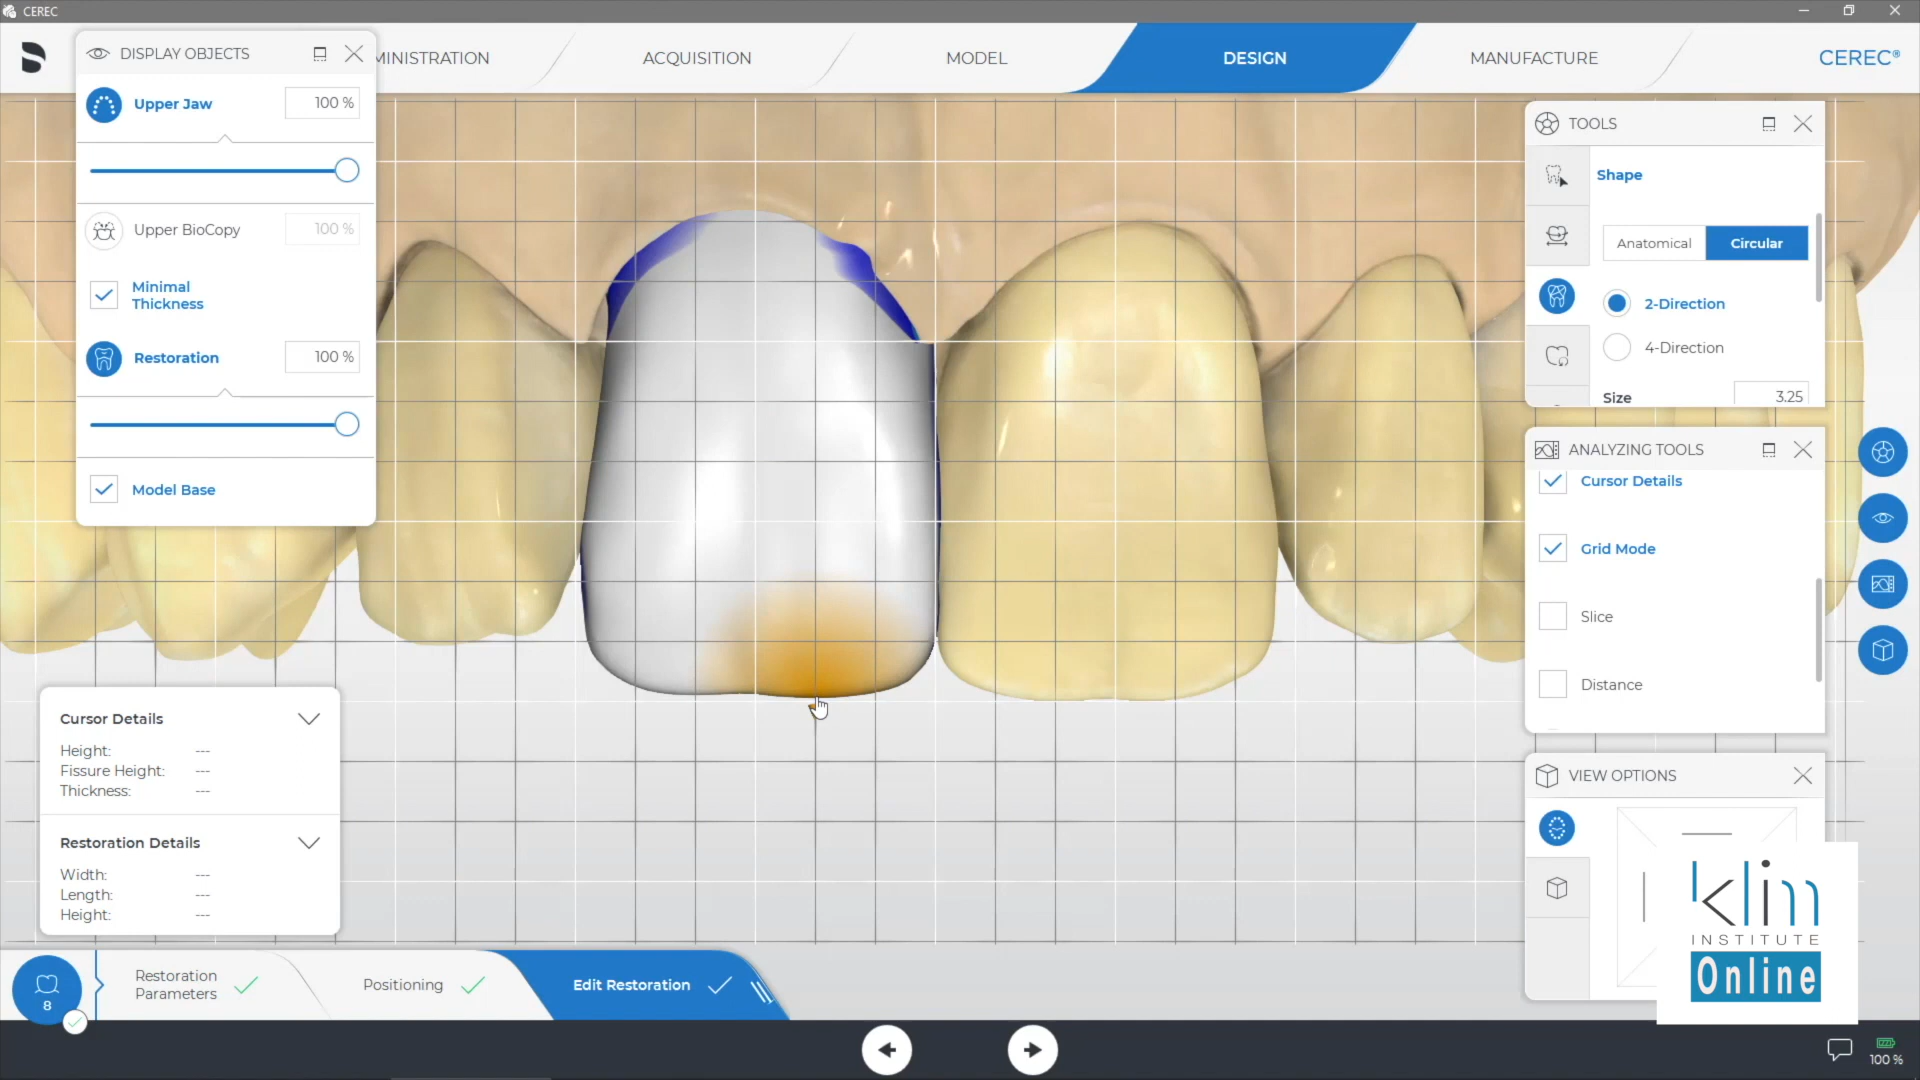 CEREC
DISPLAY OBJECTS
MINISTRATION
ACQUISITION
MODEL
DESIGN
MANUFACTURE
CEREC®
Upper Jaw
100 %
Upper BioCopy
100 %
Minimal
Thickness
Restoration
100 %
Model Base
TOOLS
Shape
Anatomical
Circular
2-Direction
4-Direction
Size
3.25
ANALYZING TOOLS
Cursor Details
Grid Mode
Slice
Distance
VIEW OPTIONS
Cursor Details
Height: ---
Fissure Height: ---
Thickness: ---
Restoration Details
Width: ---
Length: ---
Height: ---
klim
INSTITUTE
Online
8
Restoration
Parameters
Positioning
Edit Restoration
100 %